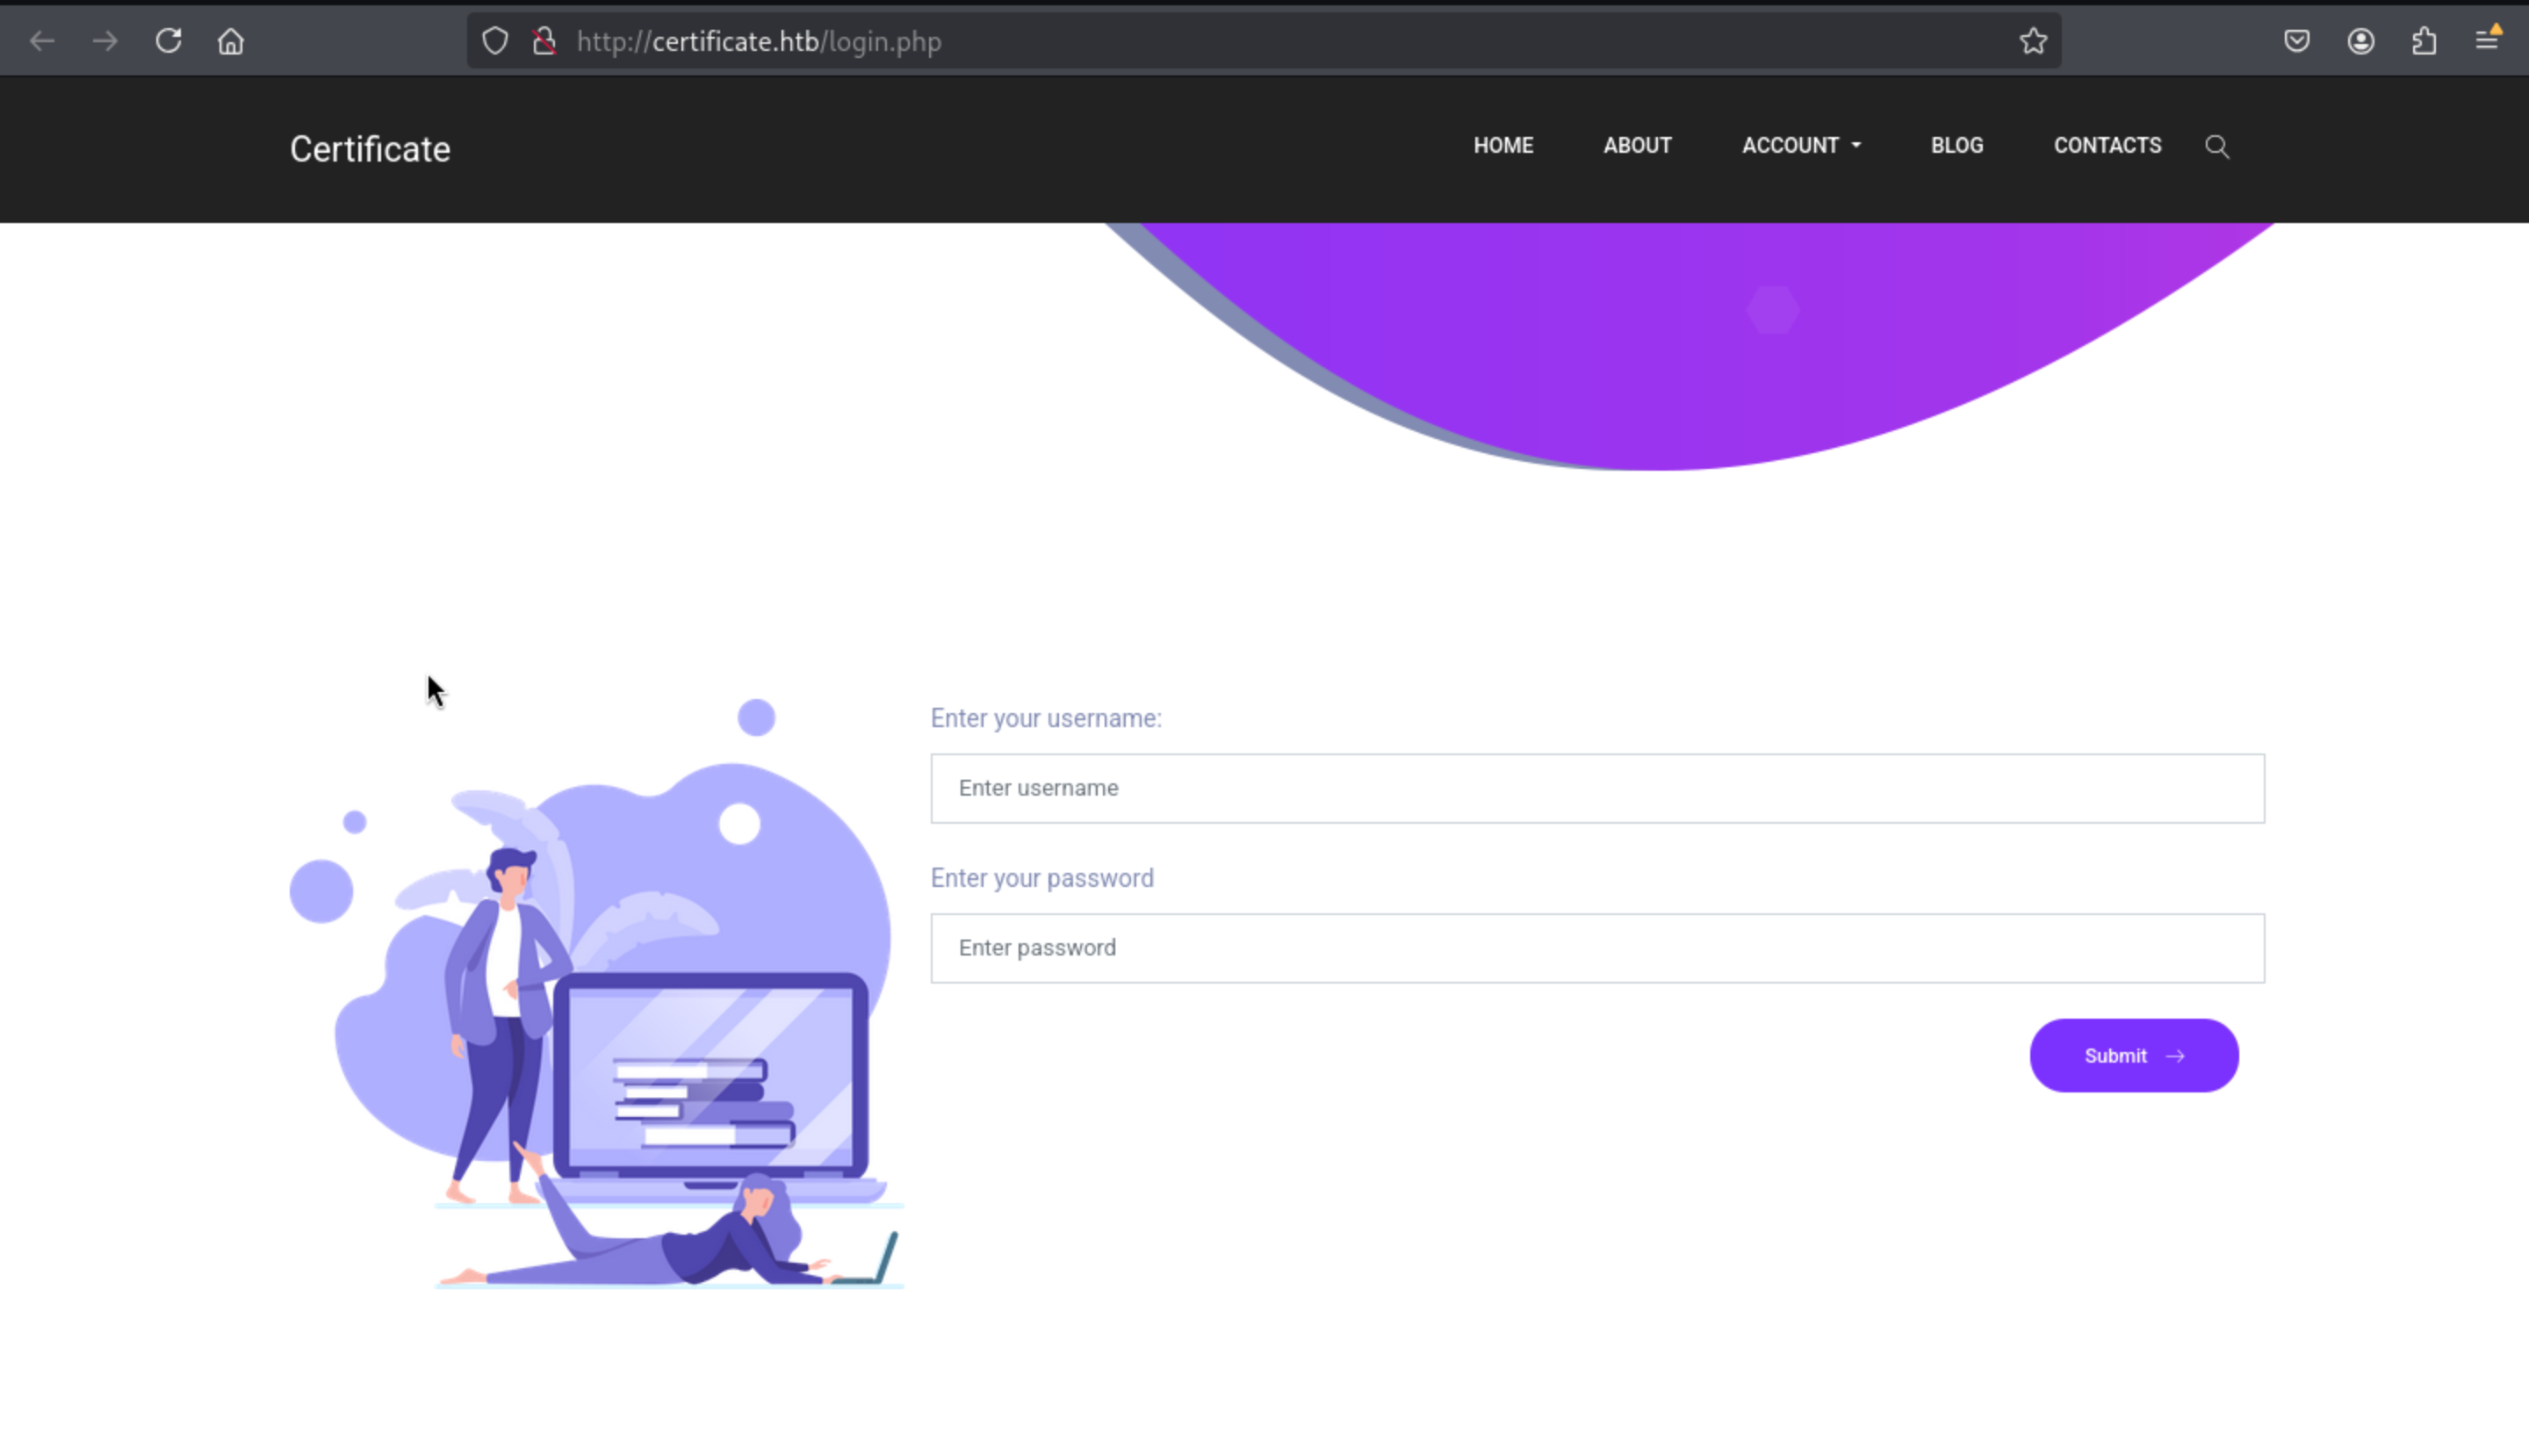 http://certificate.htb/login.php
Certificate
HOME ABOUT ACCOUNT BLOG CONTACTS
Enter your username:
Enter username
Enter your password
Enter password
Submit →